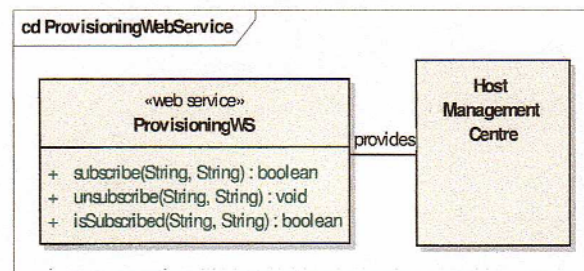 cd ProvisioningWebService
«web service»
ProvisioningWS
+ subscribe(String, String) : boolean
+ unsubscribe(String, String) : void
+ isSubscribed(String, String) : boolean
provides
Host
Management
Centre